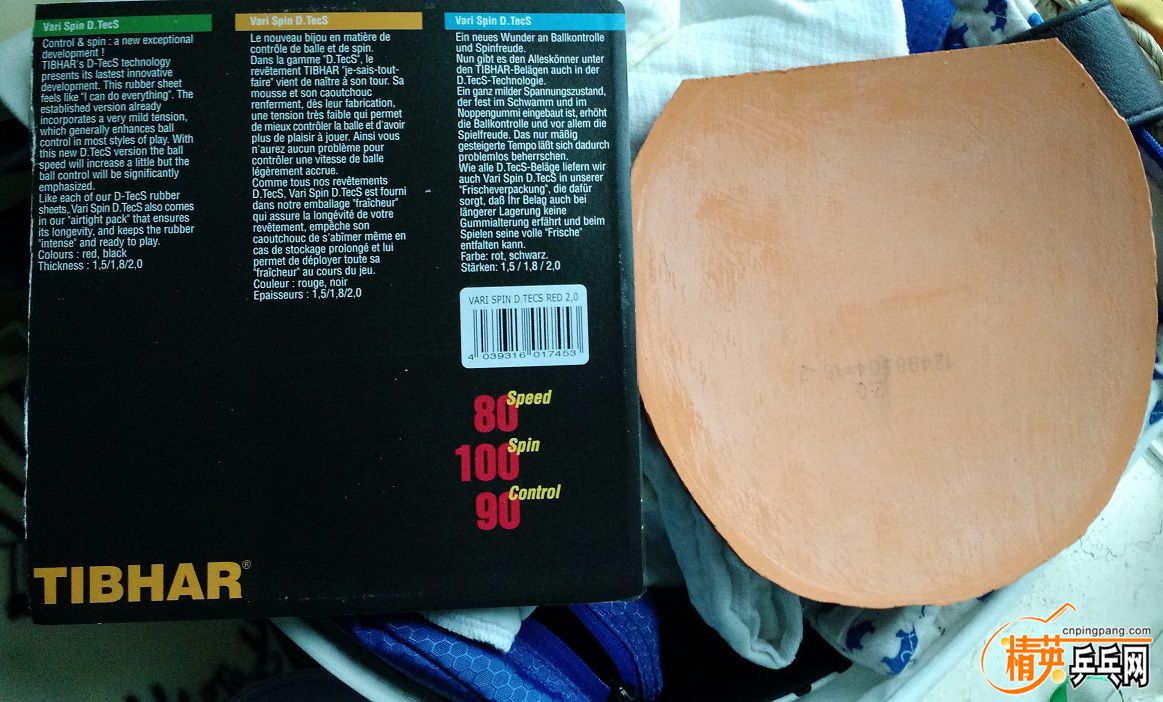 Vari Spin D.TecS
Control & spin : a new exceptional
development !
TIBHAR's D-TecS technology
presents its lastest innovative
development. This rubber sheet
feels like "I can do everything". The
established version already
incorporates a very mild tension,
which generally enhances ball
control in most styles of play. With
this new D.TecS version the ball
speed will increase a little but the
ball control will be significantly
emphasized.
Like each of our D-TecS rubber
sheets, Vari Spin D.TecS also comes
in our "airtight pack" that ensures
its longevity, and keeps the rubber
"intense" and ready to play.
Colours : red, black
Thickness : 1,5/1,8/2,0
Vari Spin D.TecS
Le nouveau bijou en matière de
contrôle de balle et de spin.
Dans la gamme "D.TecS", le
revêtement TIBHAR "je-sais-tout-
faire" vient de naître à son tour. Sa
mousse et son caoutchouc
renferment, dès leur fabrication,
une tension très faible qui permet
de mieux contrôler la balle et d'avoir
plus de plaisir à jouer. Ainsi vous
n'aurez aucun problème pour
contrôler une vitesse de balle
légèrement accrue.
Comme tous nos revêtements
D.TecS, Vari Spin D.TecS est fourni
dans notre emballage "fraîcheur"
qui assure la longévité de votre
revêtement, empêche son
caoutchouc de s'abîmer même en
cas de stockage prolongé et lui
permet de déployer toute sa
"fraîcheur" au cours du jeu.
Couleur : rouge, noir
Epaisseurs : 1,5/1,8/2,0
Vari Spin D.TecS
Ein neues Wunder an Ballkontrolle
und Spinfreude.
Nun gibt es den Alleskönner unter
den TIBHAR-Belägen auch in der
D.TecS-Technologie.
Ein ganz milder Spannungszustand,
der fest im Schwamm und im
Noppengummi eingebaut ist, erhöht
die Ballkontrolle und vor allem die
Spielfreude. Das nur mäßig
gesteigerte Tempo läßt sich dadurch
problemlos beherrschen.
Wie alle D.TecS-Beläge liefern wir
auch Vari Spin D.TecS in unserer
"Frischeverpackung", die dafür
sorgt, daß Ihr Belag auch bei
längerer Lagerung keine
Gummialterung erfährt und beim
Spielen seine volle "Frische"
entfalten kann.
Farbe: rot, schwarz.
Stärken: 1,5 / 1,8 / 2,0
VARI SPIN D.TECS RED 2,0
4 039316 017453
80 Speed
100 Spin
90 Control
TIBHAR®
cnpingpang.com
精英乒乓网